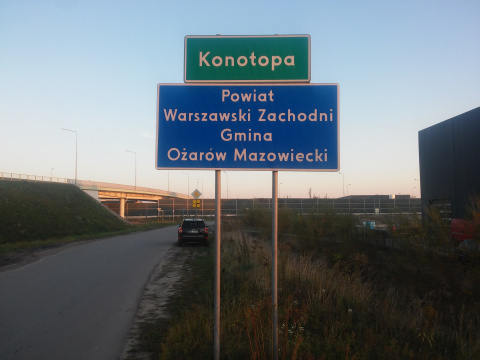 Konotopa
Powiat
Warszawski Zachodni
Gmina
Ożarów Mazowiecki